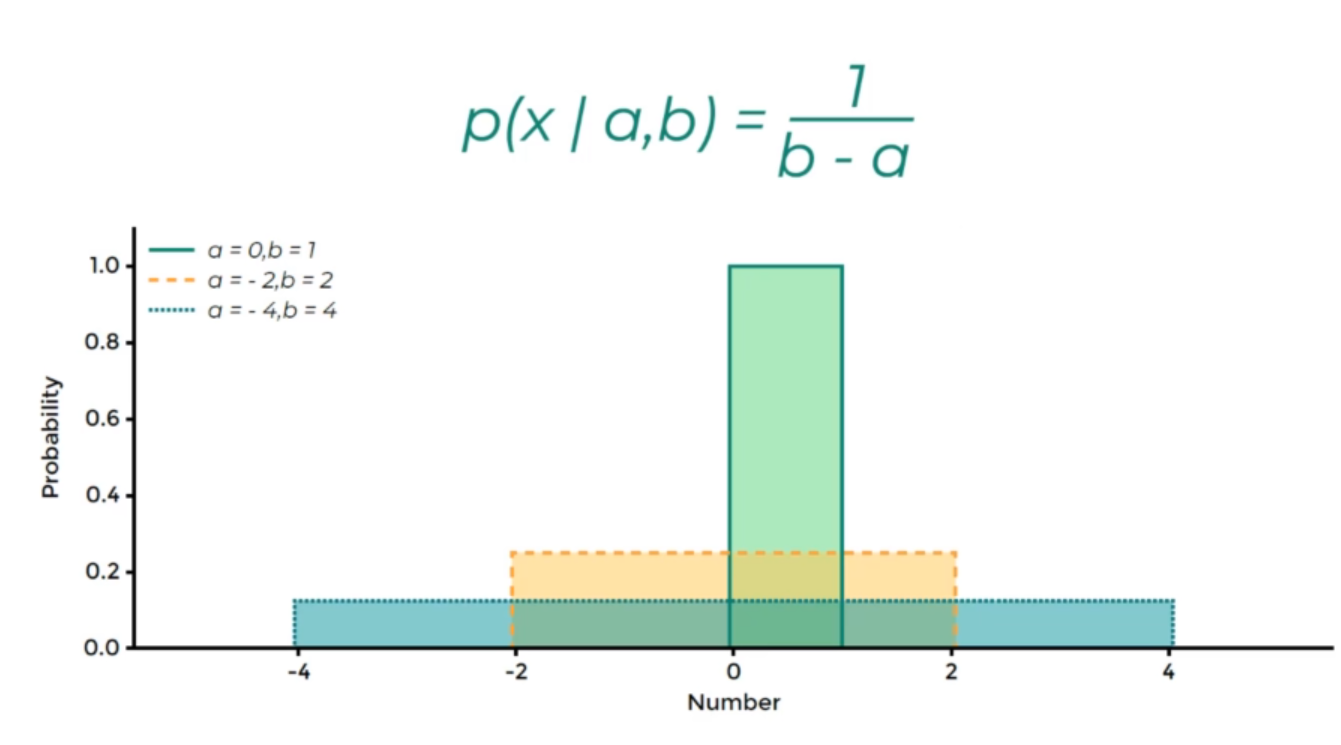 p(x | a,b) = 1 / b - a
a = 0,b = 1
a = - 2,b = 2
a = - 4,b = 4
1.0
0.8
0.6
0.4
0.2
0.0
Probability
-4 -2 0 2 4
Number